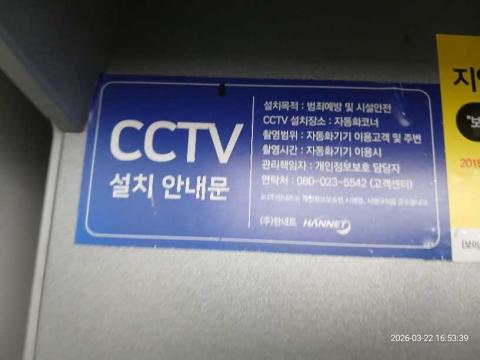 CCTV
설치 안내문
설치목적 : 범죄예방 및 시설안전
CCTV 설치장소 : 자동화코너
촬영범위 : 자동화기기 이용고객 및 주변
촬영시간 : 자동화기기 이용시
관리책임자 : 개인정보보호 담당자
연락처 : 080-023-5542 (고객센터)
(주)한네트 HANNET
2026-03-22 16:53:39